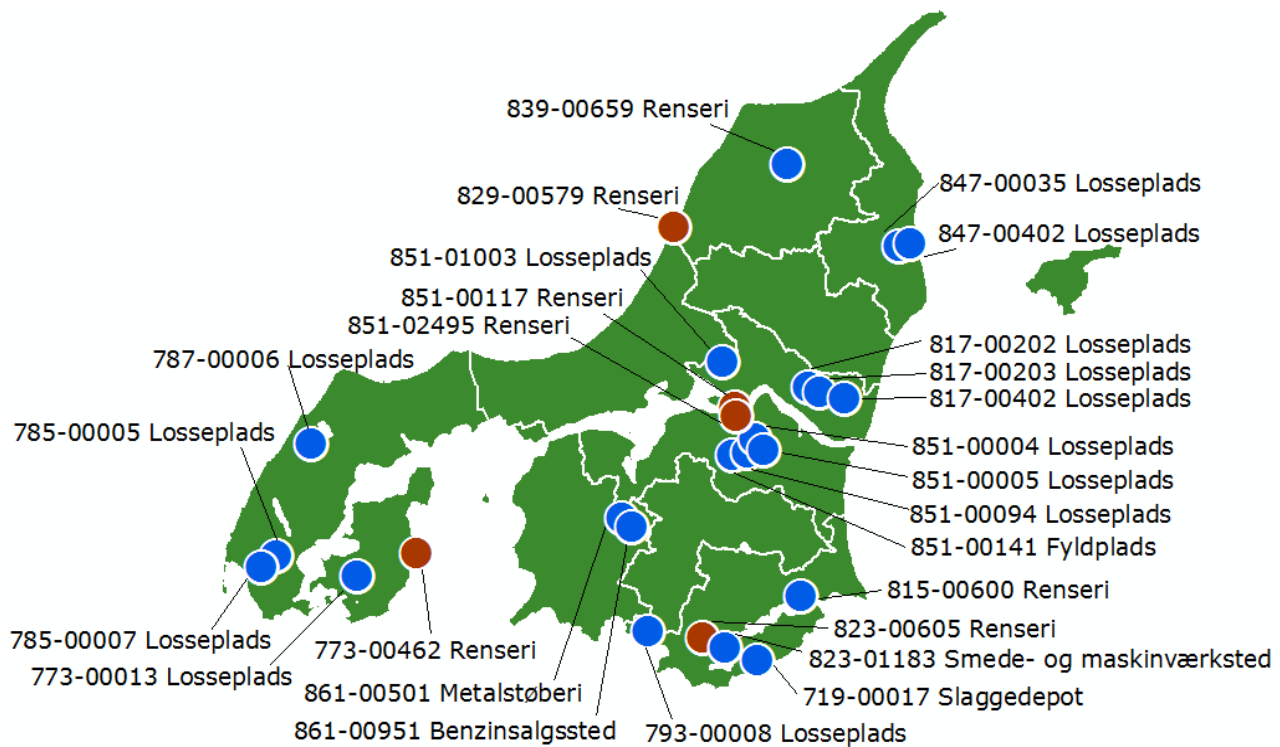 839-00659 Renseri
847-00035 Losseplads
829-00579 Renseri
847-00402 Losseplads
851-01003 Losseplads
851-00117 Renseri
851-02495 Renseri
787-00006 Losseplads
817-00202 Losseplads
817-00203 Losseplads
817-00402 Losseplads
785-00005 Losseplads
851-00004 Losseplads
851-00005 Losseplads
851-00094 Losseplads
851-00141 Fyldplads
815-00600 Renseri
823-00605 Renseri
785-00007 Losseplads
773-00462 Renseri
823-01183 Smede- og maskinværksted
773-00013 Losseplads
861-00501 Metalstøberi
719-00017 Slaggedepot
861-00951 Benzinsalgssted
793-00008 Losseplads